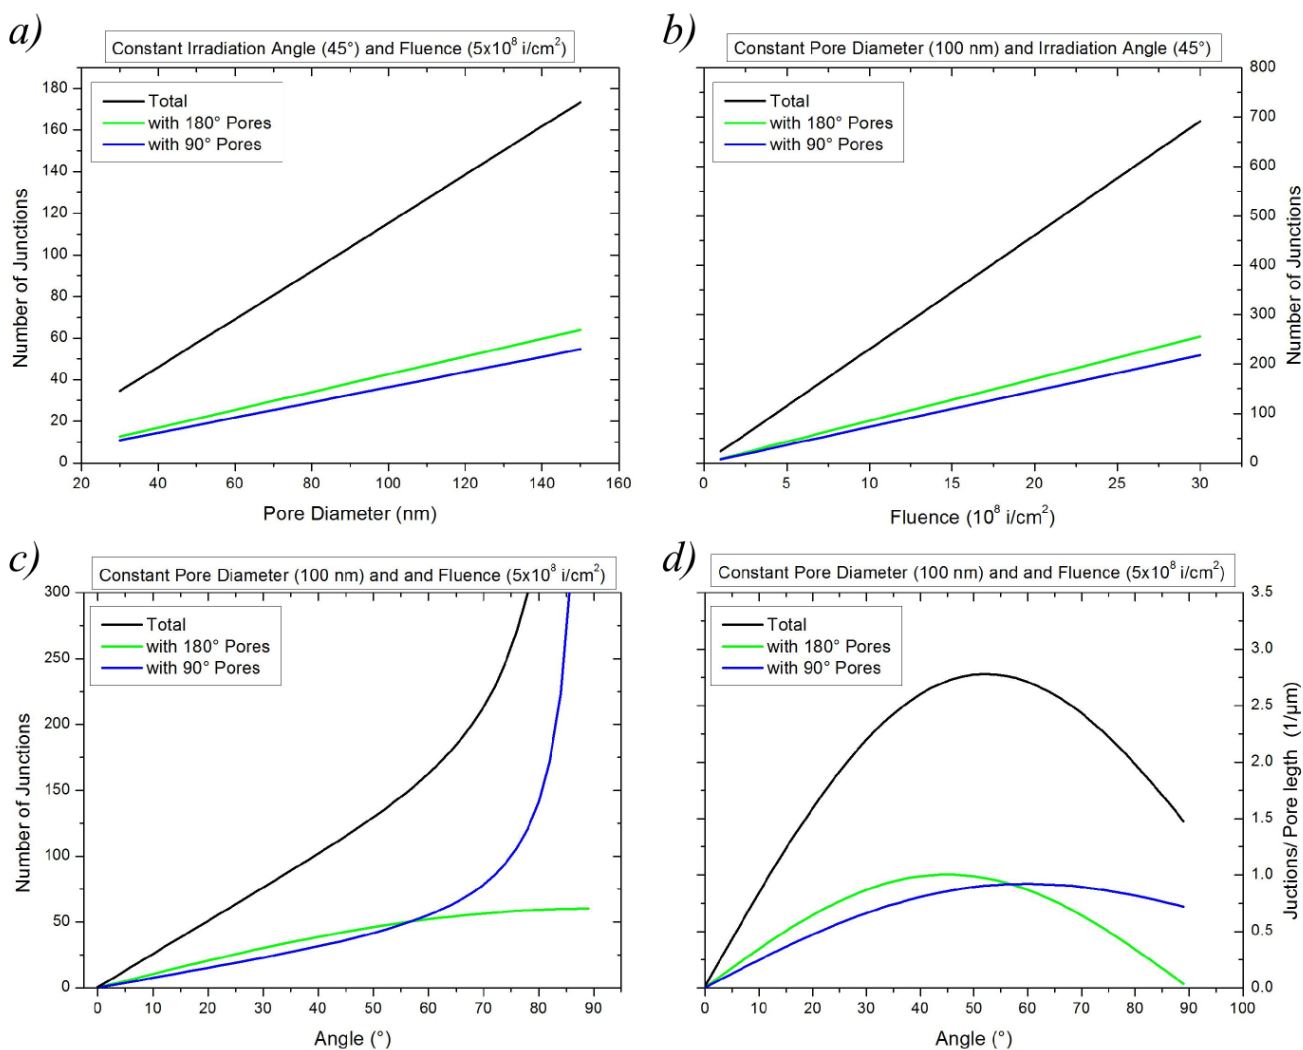 a)
Constant Irradiation Angle (45°) and Fluence (5x10⁸ i/cm²)
Total
with 180° Pores
with 90° Pores
Number of Junctions
180
160
140
120
100
80
60
40
20
0
20 40 60 80 100 120 140 160
Pore Diameter (nm)
b)
Constant Pore Diameter (100 nm) and Irradiation Angle (45°)
Total
with 180° Pores
with 90° Pores
800
700
600
500
400
300
200
100
0
Number of Junctions
0 5 10 15 20 25 30
Fluence (10⁸ i/cm²)
c)
Constant Pore Diameter (100 nm) and and Fluence (5x10⁸ i/cm²)
Total
with 180° Pores
with 90° Pores
Number of Junctions
300
250
200
150
100
50
0
0 10 20 30 40 50 60 70 80 90
Angle (°)
d)
Constant Pore Diameter (100 nm) and and Fluence (5x10⁸ i/cm²)
Total
with 180° Pores
with 90° Pores
3.5
3.0
2.5
2.0
1.5
1.0
0.5
0.0
Juctions/ Pore legth (1/µm)
0 10 20 30 40 50 60 70 80 90 100
Angle (°)